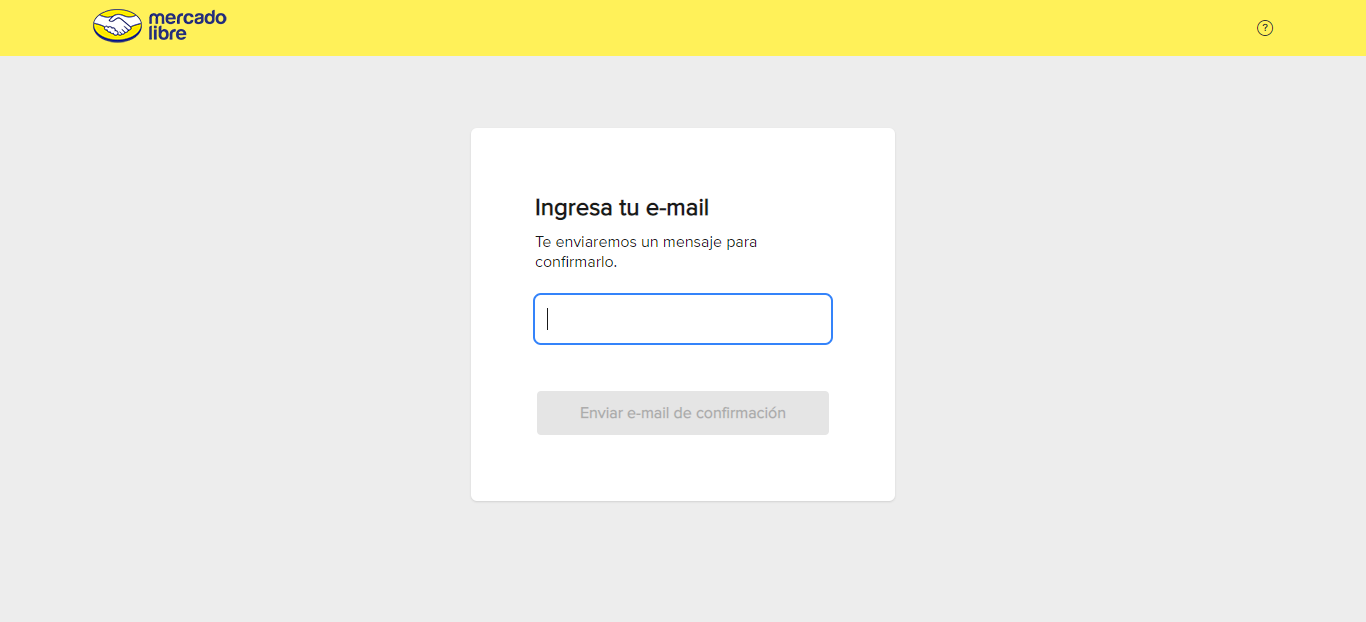 mercado
libre
?
Ingresa tu e-mail
Te enviaremos un mensaje para
confirmarlo.
Enviar e-mail de confirmación